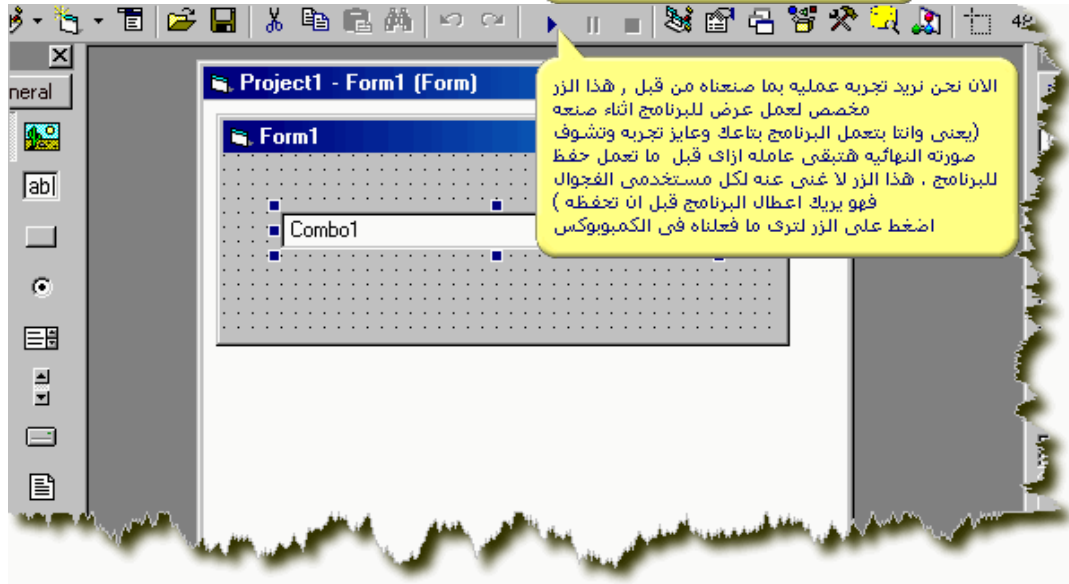 48
neral
Project1 - Form1 (Form)
Form1
ab
Combo1
الان نحن نريد تجربه عمليه بما صنعناه من قبل , هذا الزر
مخصص لعمل عرض للبرنامج اثناء صنعه
(يعنى وانتا بتعمل البرنامج بتاعك وعايز تجربه وتشوف
صورته النهائيه هتبقى عامله ازاى قبل ما تعمل حفظ
للبرنامج . هذا الزر لا غنى عنه لكل مستخدمى الفجوال
فهو يريك اعطال البرنامج قبل ان تحفظه )
اضغط على الزر لترى ما فعلناه فى الكمبوبوكس